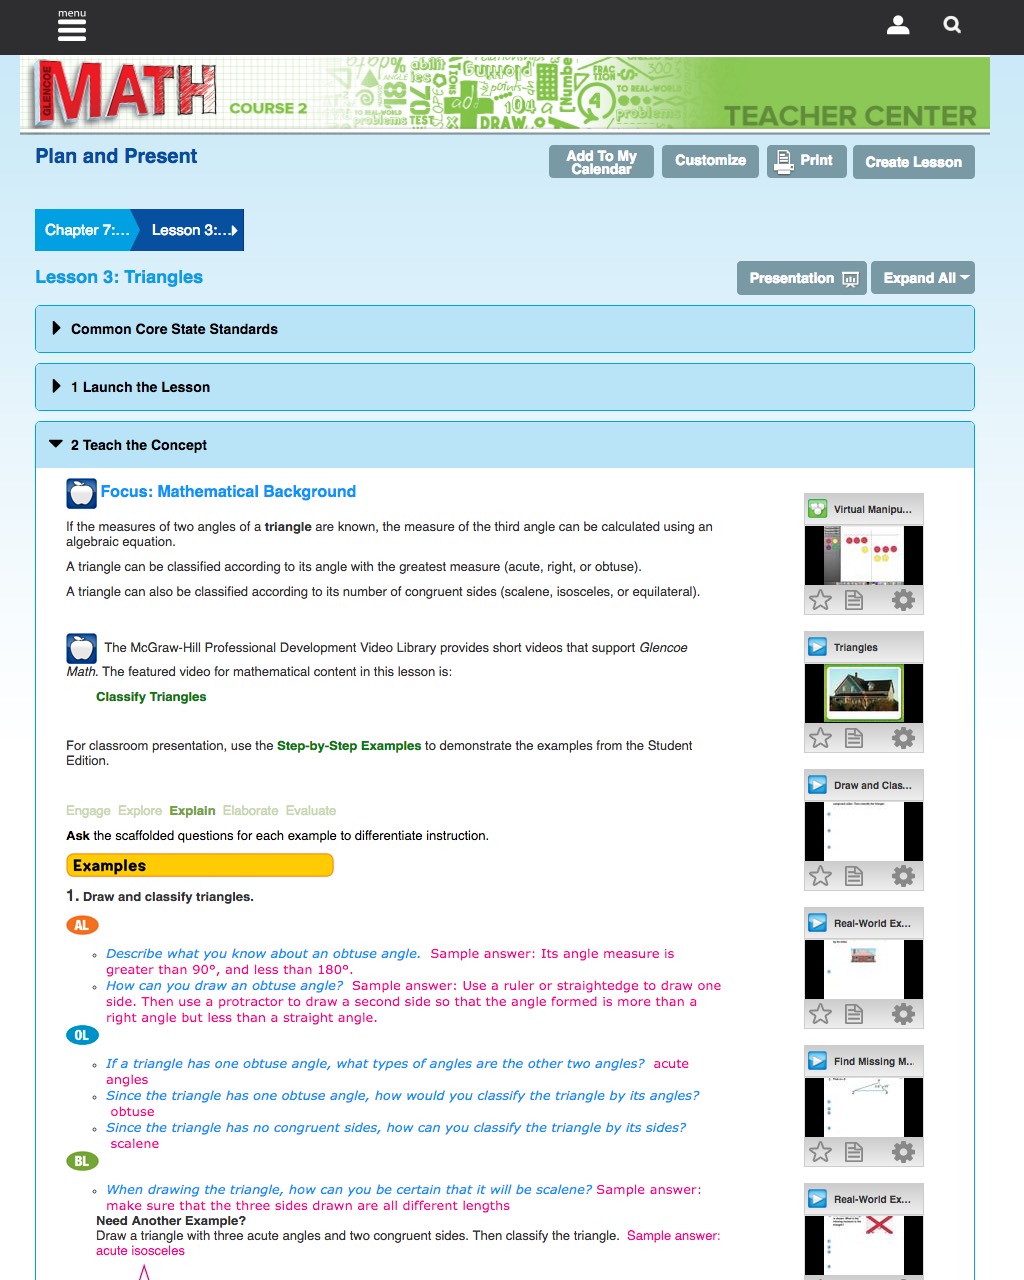 menu
GLENCOE MATH COURSE 2 TEACHER CENTER
Plan and Present
Add To My Calendar
Customize
Print
Create Lesson
Chapter 7:...
Lesson 3:...
Lesson 3: Triangles
Presentation
Expand All
Common Core State Standards
1 Launch the Lesson
2 Teach the Concept
Focus: Mathematical Background
If the measures of two angles of a triangle are known, the measure of the third angle can be calculated using an
algebraic equation.
A triangle can be classified according to its angle with the greatest measure (acute, right, or obtuse).
A triangle can also be classified according to its number of congruent sides (scalene, isosceles, or equilateral).
The McGraw-Hill Professional Development Video Library provides short videos that support Glencoe
Math. The featured video for mathematical content in this lesson is:
Classify Triangles
For classroom presentation, use the Step-by-Step Examples to demonstrate the examples from the Student
Edition.
Engage Explore Explain Elaborate Evaluate
Ask the scaffolded questions for each example to differentiate instruction.
Examples
1. Draw and classify triangles.
AL
Describe what you know about an obtuse angle. Sample answer: Its angle measure is
greater than 90°, and less than 180°.
How can you draw an obtuse angle? Sample answer: Use a ruler or straightedge to draw one
side. Then use a protractor to draw a second side so that the angle formed is more than a
right angle but less than a straight angle.
OL
If a triangle has one obtuse angle, what types of angles are the other two angles? acute
angles
Since the triangle has one obtuse angle, how would you classify the triangle by its angles?
obtuse
Since the triangle has no congruent sides, how can you classify the triangle by its sides?
scalene
BL
When drawing the triangle, how can you be certain that it will be scalene? Sample answer:
make sure that the three sides drawn are all different lengths
Need Another Example?
Draw a triangle with three acute angles and two congruent sides. Then classify the triangle. Sample answer:
acute isosceles
Virtual Manipu...
Triangles
Draw and Clas...
Real-World Ex...
Find Missing M...
Real-World Ex...